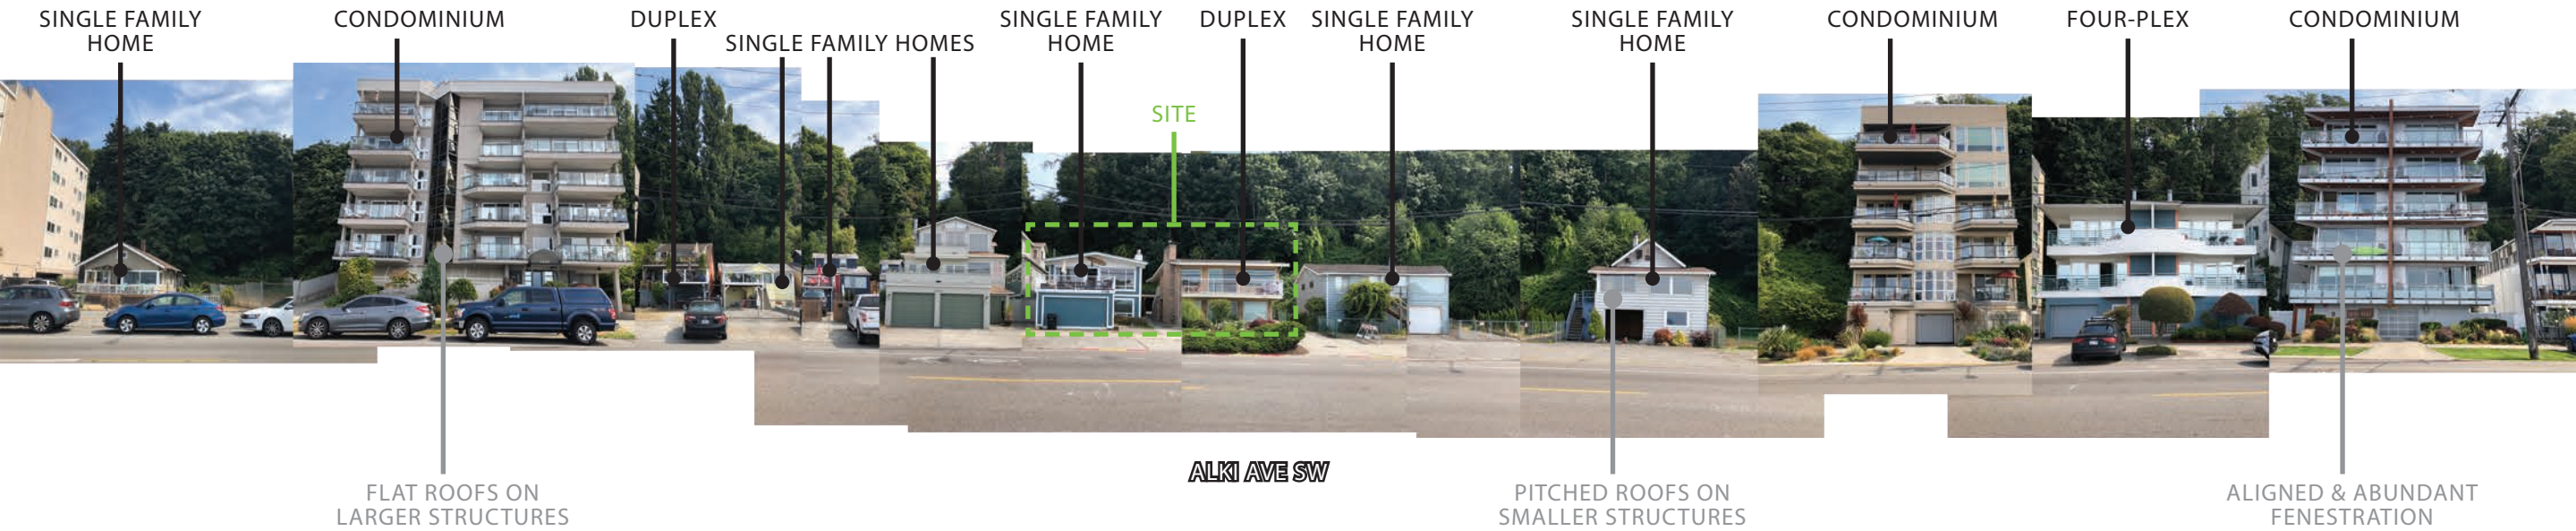 SINGLE FAMILY
HOME
CONDOMINIUM
DUPLEX
SINGLE FAMILY HOMES
SINGLE FAMILY
HOME
DUPLEX
SINGLE FAMILY
HOME
SINGLE FAMILY
HOME
CONDOMINIUM
FOUR-PLEX
CONDOMINIUM
SITE
ALKI AVE SW
FLAT ROOFS ON
LARGER STRUCTURES
PITCHED ROOFS ON
SMALLER STRUCTURES
ALIGNED & ABUNDANT
FENESTRATION